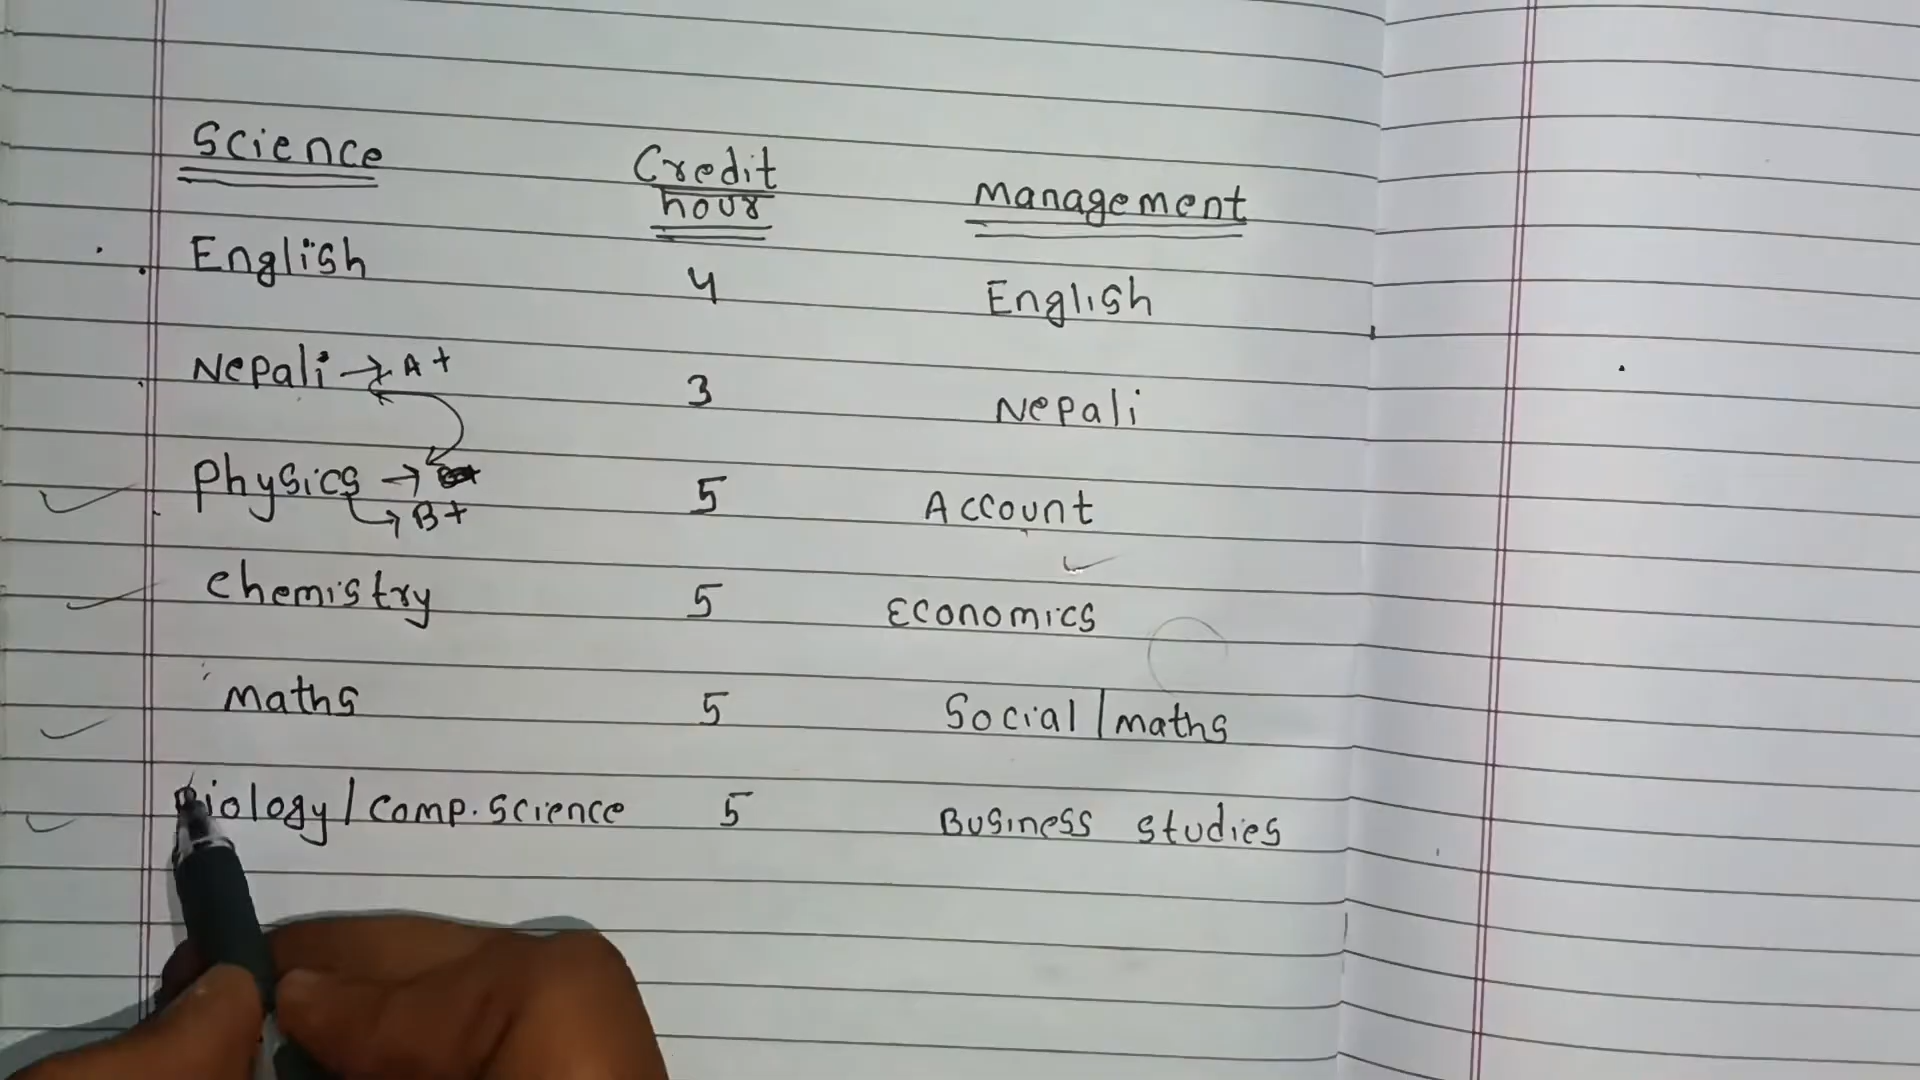 Science Credit hour Management
English 4 English
Nepali → A+ 3 Nepali
Physics → B+ 5 Account
Chemistry 5 Economics
Maths 5 Social | maths
Biology / Comp. Science 5 Business studies